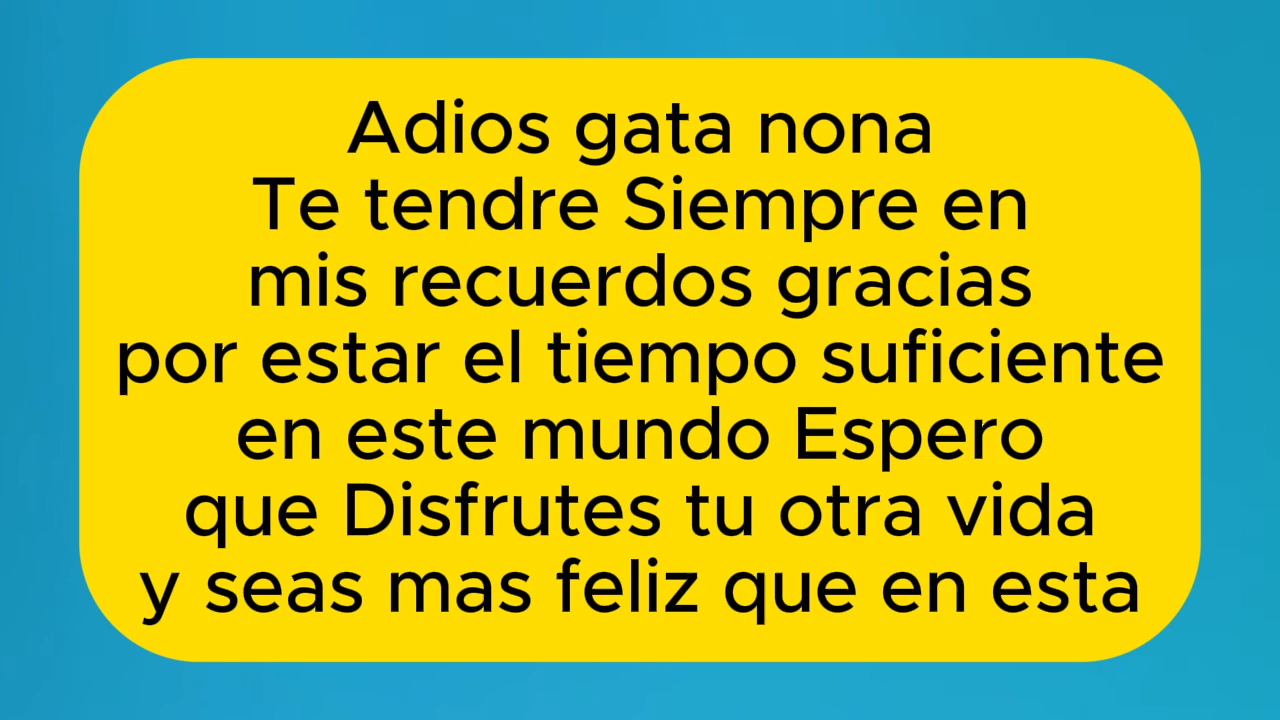 Adios gata nona
Te tendre Siempre en
mis recuerdos gracias
por estar el tiempo suficiente
en este mundo Espero
que Disfrutes tu otra vida
y seas mas feliz que en esta